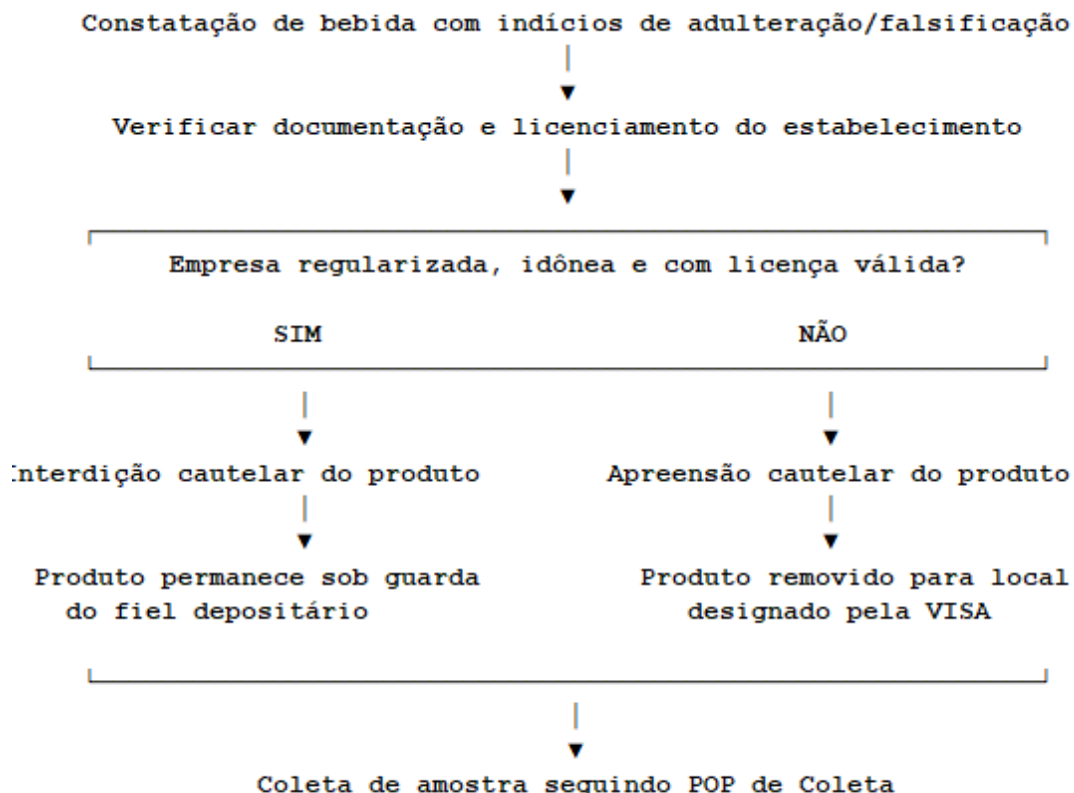 Constatação de bebida com indícios de adulteração/falsificação
Verificar documentação e licenciamento do estabelecimento
Empresa regularizada, idônea e com licença válida?
SIM NÃO
Interdição cautelar do produto Apreensão cautelar do produto
Produto permanece sob guarda Produto removido para local
do fiel depositário designado pela VISA
Coleta de amostra seguindo POP de Coleta